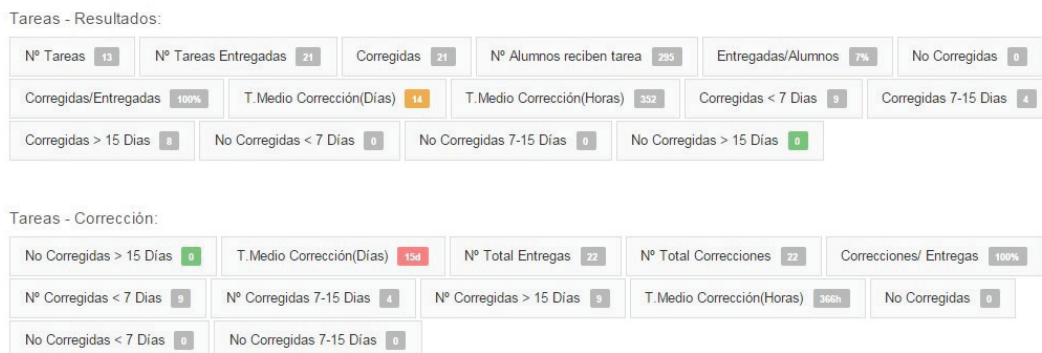 Tareas - Resultados:
Nº Tareas 13 Nº Tareas Entregadas 21 Corregidas 21 Nº Alumnos reciben tarea 295 Entregadas/Alumnos 7% No Corregidas 0
Corregidas/Entregadas 100% T.Medio Corrección(Días) 14 T.Medio Corrección(Horas) 352 Corregidas < 7 Dias 9 Corregidas 7-15 Dias 4
Corregidas > 15 Dias 8 No Corregidas < 7 Días 0 No Corregidas 7-15 Días 0 No Corregidas > 15 Días 0
Tareas - Corrección:
No Corregidas > 15 Días 0 T.Medio Corrección(Días) 15d Nº Total Entregas 22 Nº Total Correcciones 22 Correcciones/ Entregas 100%
Nº Corregidas < 7 Dias 9 Nº Corregidas 7-15 Dias 4 Nº Corregidas > 15 Días 9 T.Medio Corrección(Horas) 366h No Corregidas 0
No Corregidas < 7 Días 0 No Corregidas 7-15 Días 0